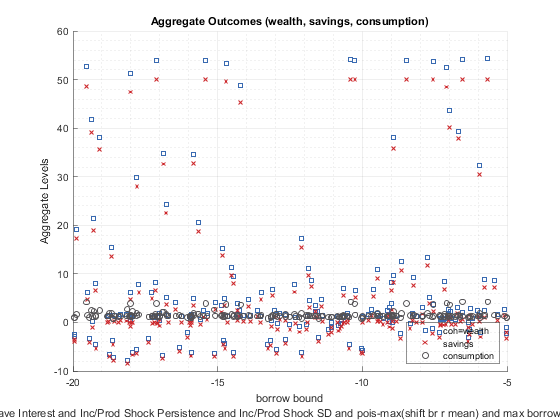 Aggregate Outcomes (wealth, savings, consumption)
60
50
40
30
20
10
0
-10
Aggregate Levels
-20
-15
-10
-5
borrow bound
coh=wealth
savings
consumption
ave Interest and Inc/Prod Shock Persistence and Inc/Prod Shock SD and pois-max(shift br r mean) and max borrow